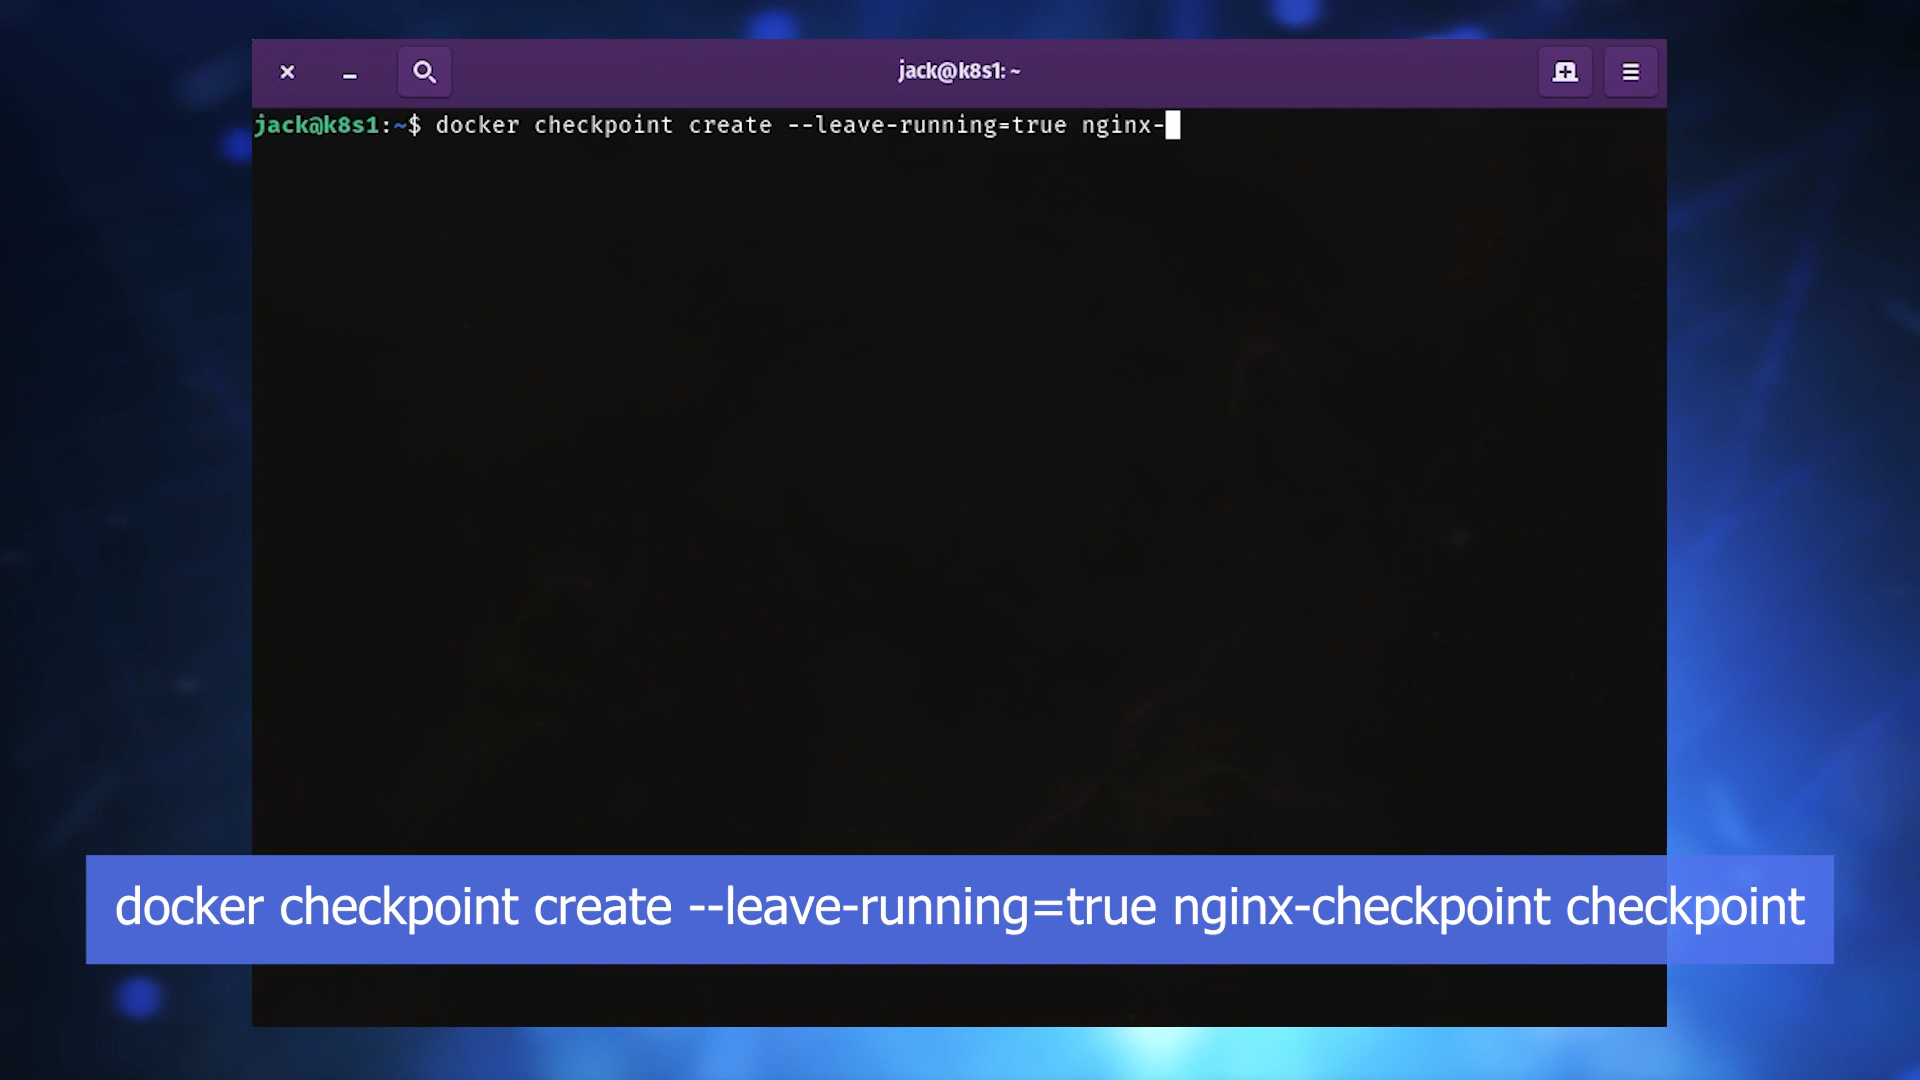 jack@k8s1: ~
jack@k8s1:~$ docker checkpoint create --leave-running=true nginx-
docker checkpoint create --leave-running=true nginx-checkpoint checkpoint